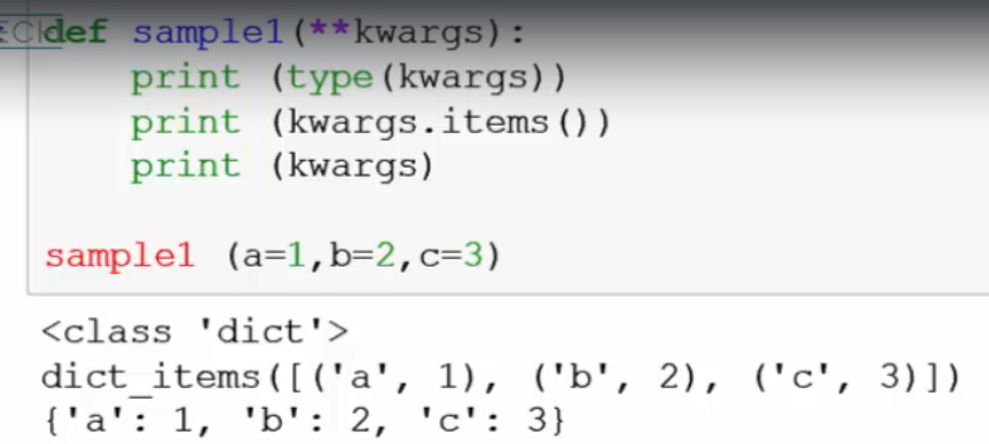 def sample1(**kwargs):
    print (type(kwargs))
    print (kwargs.items())
    print (kwargs)
sample1 (a=1,b=2,c=3)
<class 'dict'>
dict_items([('a', 1), ('b', 2), ('c', 3)])
{'a': 1, 'b': 2, 'c': 3}